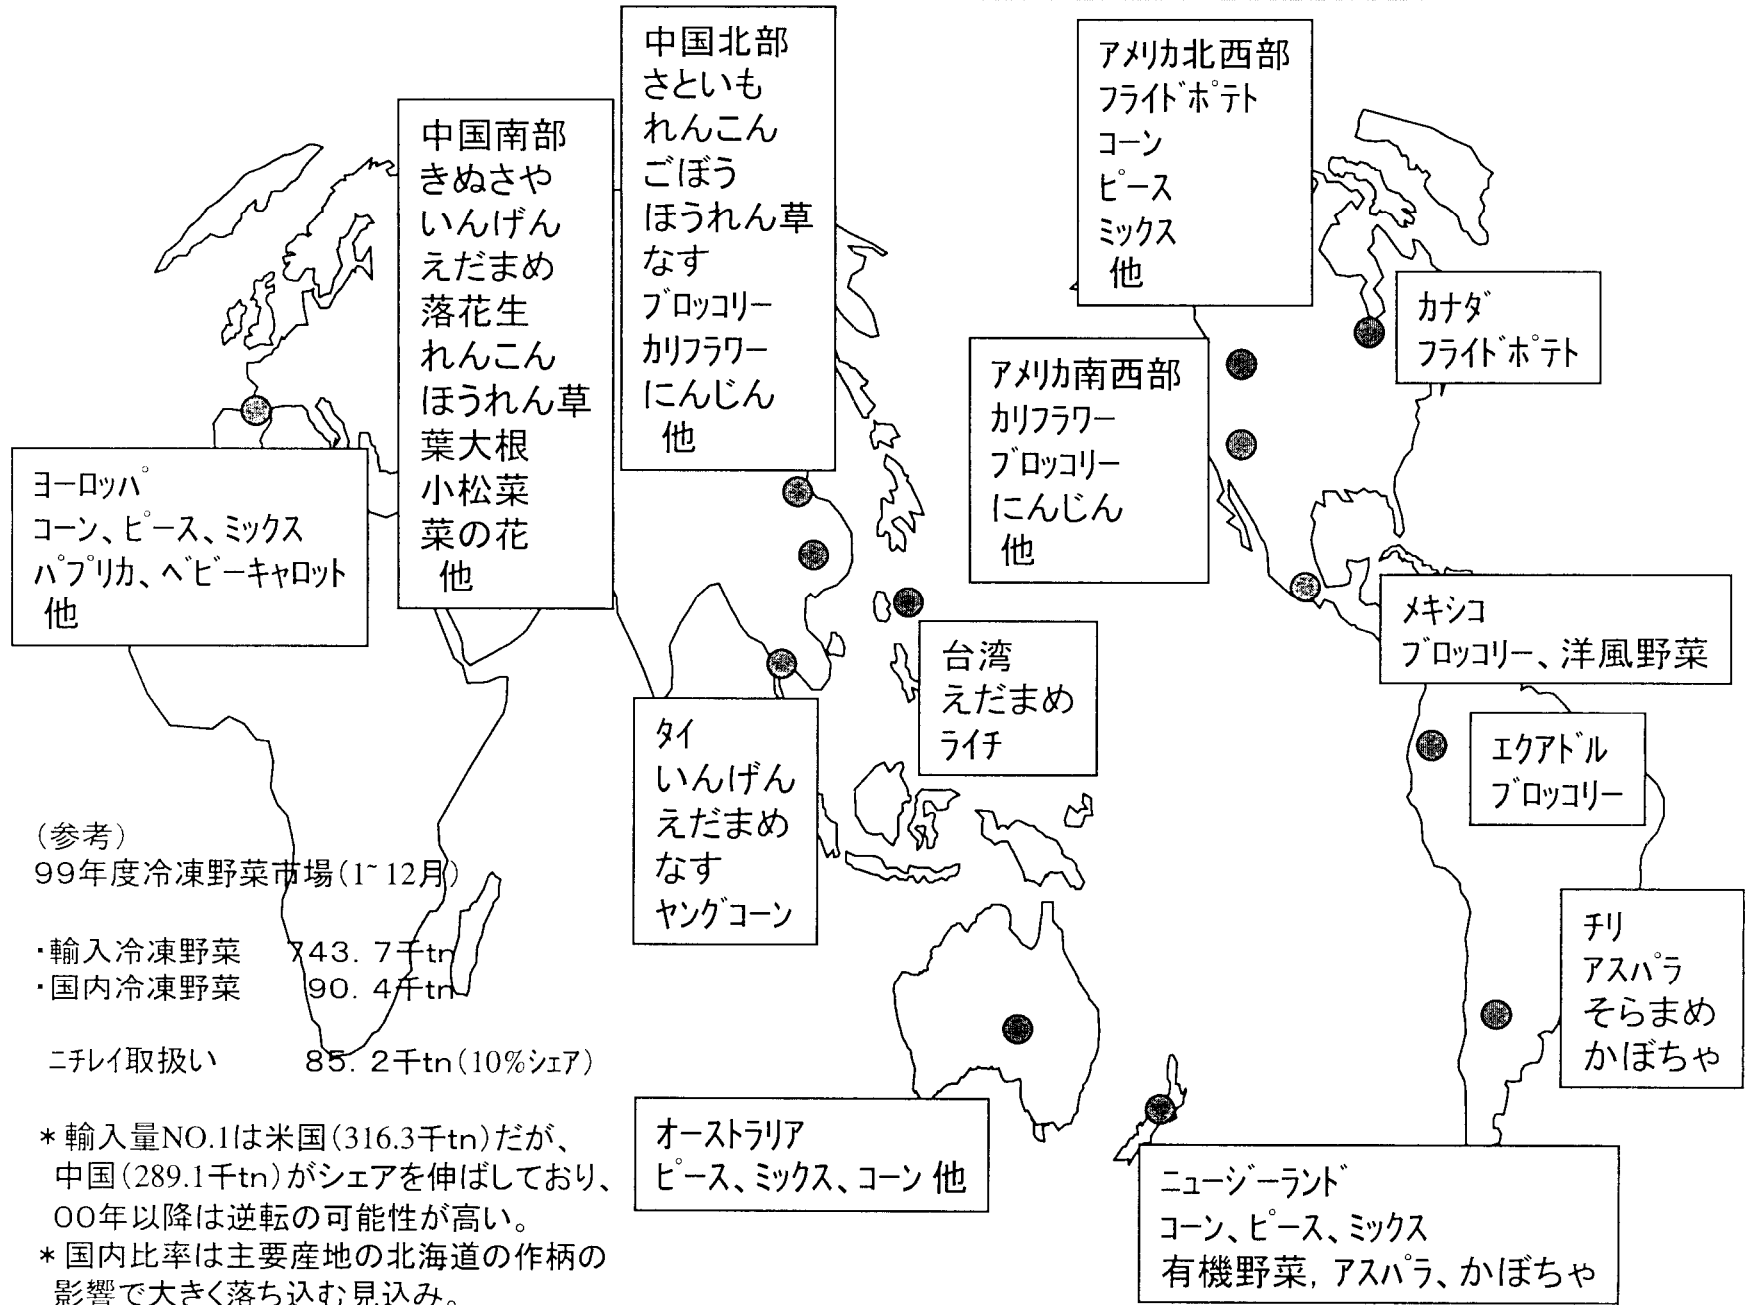 中国北部
さといも
れんこん
ごぼう
ほうれん草
なす
ブロッコリー
カリフラワー
にんじん
他
中国南部
きぬさや
いんげん
えだまめ
落花生
れんこん
ほうれん草
葉大根
小松菜
菜の花
他
アメリカ北西部
フライドポテト
コーン
ピース
ミックス
他
カナダ
フライドポテト
アメリカ南西部
カリフラワー
ブロッコリー
にんじん
他
ヨーロッパ
コーン、ピース、ミックス
パプリカ、ベビーキャロット
他
メキシコ
ブロッコリー、洋風野菜
台湾
えだまめ
ライチ
タイ
いんげん
えだまめ
なす
ヤングコーン
エクアドル
ブロッコリー
チリ
アスパラ
そらまめ
かぼちゃ
オーストラリア
ピース、ミックス、コーン 他
ニュージーランド
コーン、ピース、ミックス
有機野菜, アスパラ、かぼちゃ
(参考)
99年度冷凍野菜市場(1~12月)
・輸入冷凍野菜 743. 7千tn
・国内冷凍野菜 90. 4千tn
ニチレイ取扱い 85. 2千tn(10%シェア)
*輸入量NO.1は米国(316.3千tn)だが、
中国(289.1千tn)がシェアを伸ばしており、
00年以降は逆転の可能性が高い。
*国内比率は主要産地の北海道の作柄の
影響で大きく落ち込む見込み。